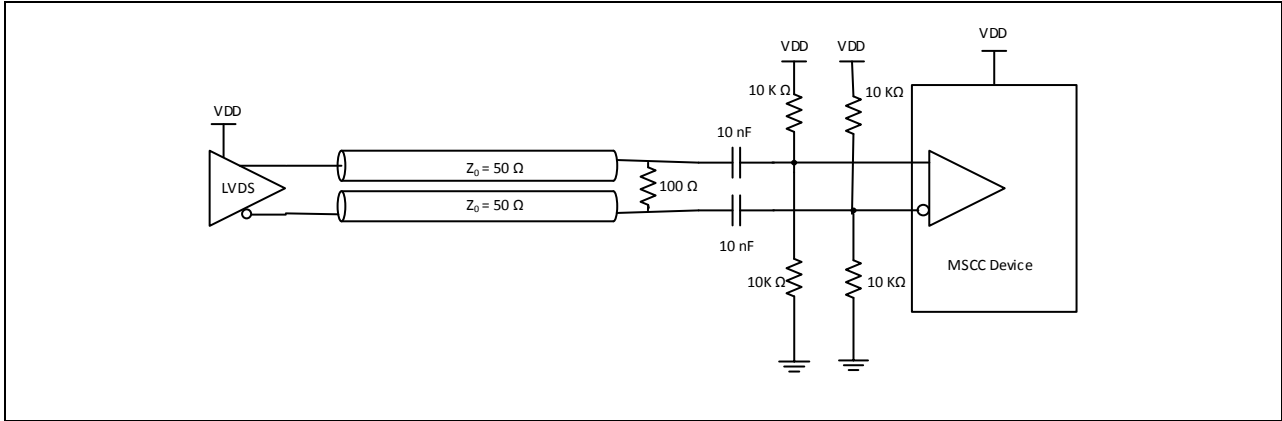 VDD
VDD
VDD
10 K Ω
10 KΩ
VDD
10 nF
Z0 = 50 Ω
LVDS
100 Ω
Z0 = 50 Ω
10 nF
MSCC Device
10K Ω
10 KΩ